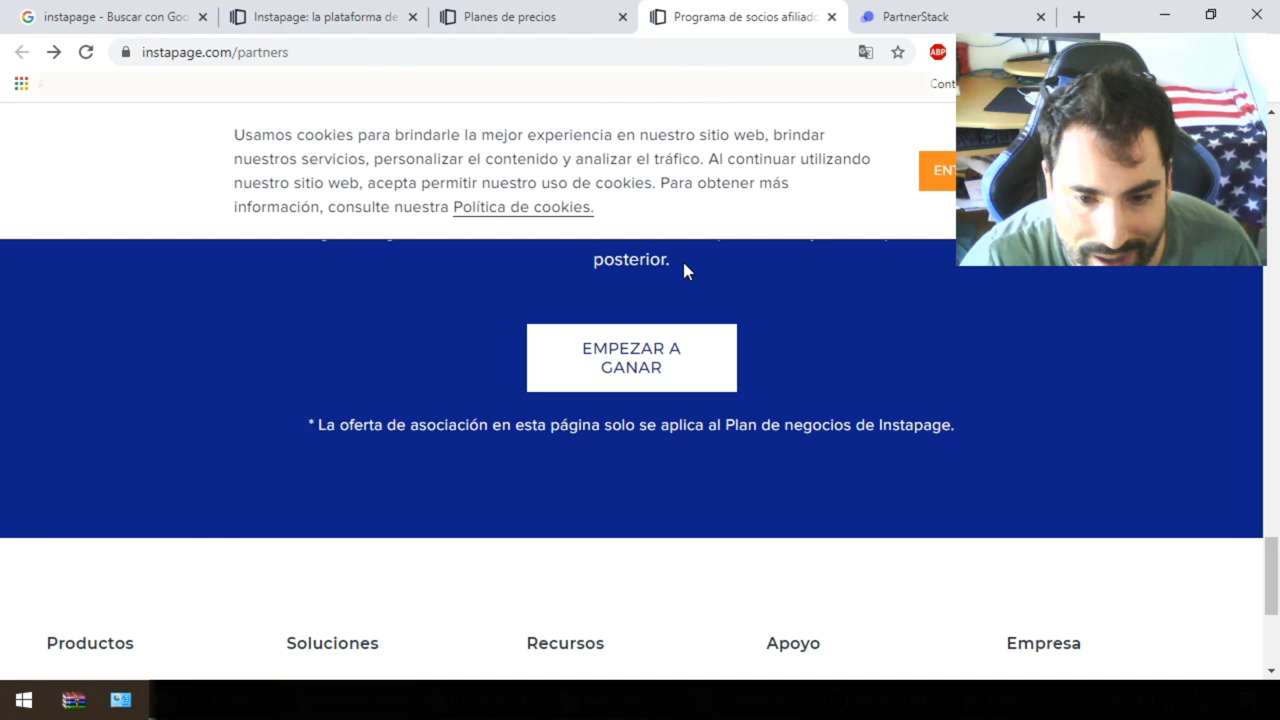 instapage - Buscar con Goo
Instapage: la plataforma de
Planes de precios
Programa de socios afiliado
PartnerStack
instapage.com/partners
ABP
Cont
Usamos cookies para brindarle la mejor experiencia en nuestro sitio web, brindar
nuestros servicios, personalizar el contenido y analizar el tráfico. Al continuar utilizando
nuestro sitio web, acepta permitir nuestro uso de cookies. Para obtener más
información, consulte nuestra Política de cookies.
EN
posterior.
EMPEZAR A
GANAR
* La oferta de asociación en esta página solo se aplica al Plan de negocios de Instapage.
Productos
Soluciones
Recursos
Apoyo
Empresa